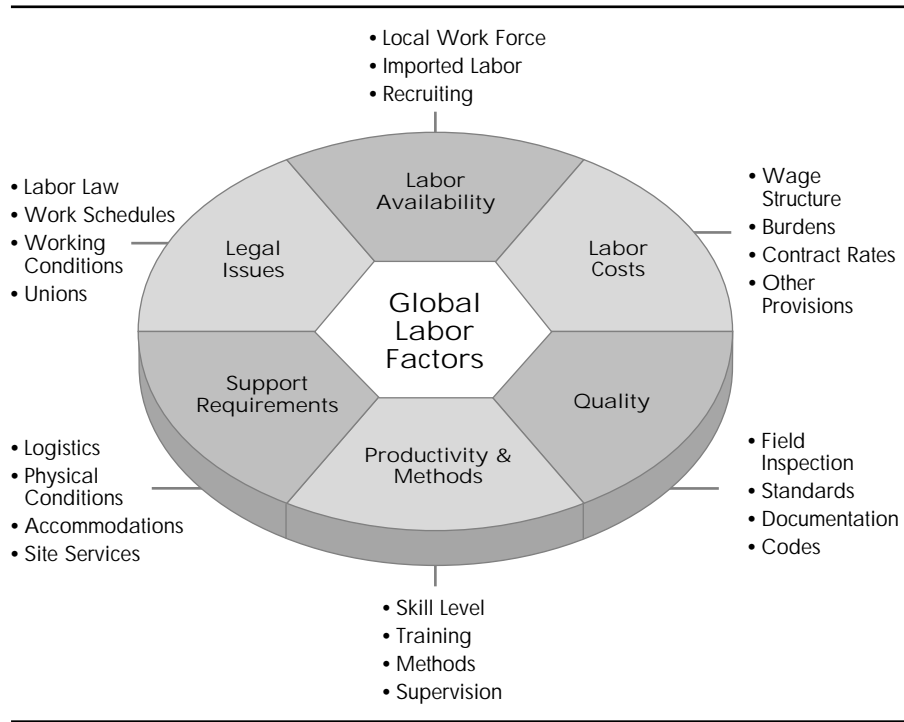 • Local Work Force
• Imported Labor
• Recruiting
Labor
Availability
• Labor Law
• Work Schedules
• Working
Conditions
• Unions
Legal
Issues
Labor
Costs
• Wage
Structure
• Burdens
• Contract Rates
• Other
Provisions
Global
Labor
Factors
Support
Requirements
Quality
Productivity &
Methods
• Logistics
• Physical
Conditions
• Accommodations
• Site Services
• Field
Inspection
• Standards
• Documentation
• Codes
• Skill Level
• Training
• Methods
• Supervision